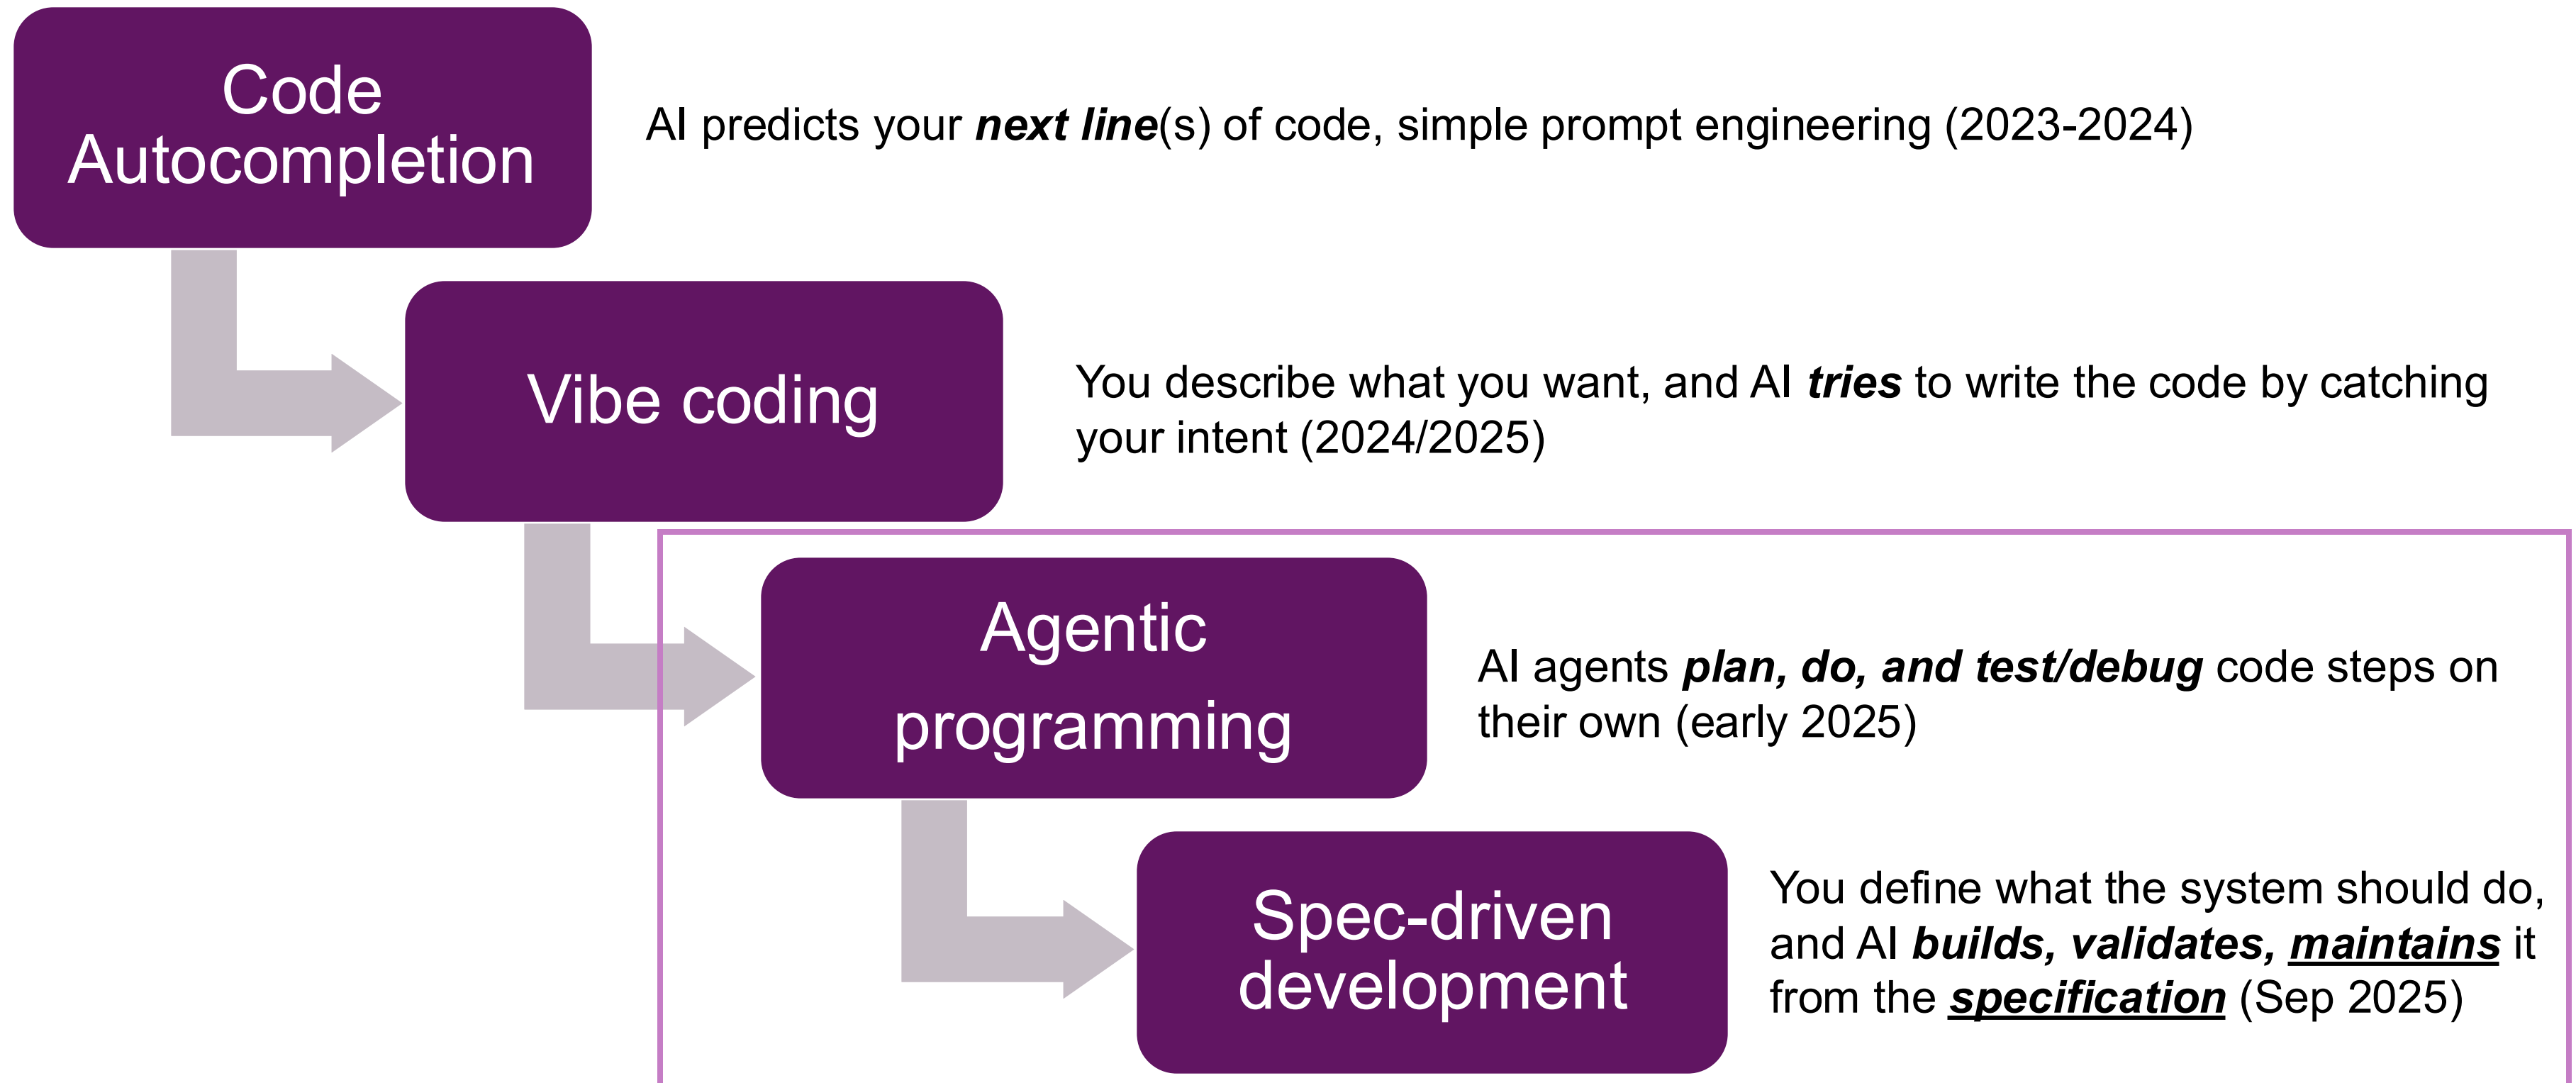 Code
Autocompletion
AI predicts your next line(s) of code, simple prompt engineering (2023-2024)
Vibe coding
You describe what you want, and AI tries to write the code by catching
your intent (2024/2025)
Agentic
programming
AI agents plan, do, and test/debug code steps on
their own (early 2025)
Spec-driven
development
You define what the system should do,
and AI builds, validates, maintains it
from the specification (Sep 2025)